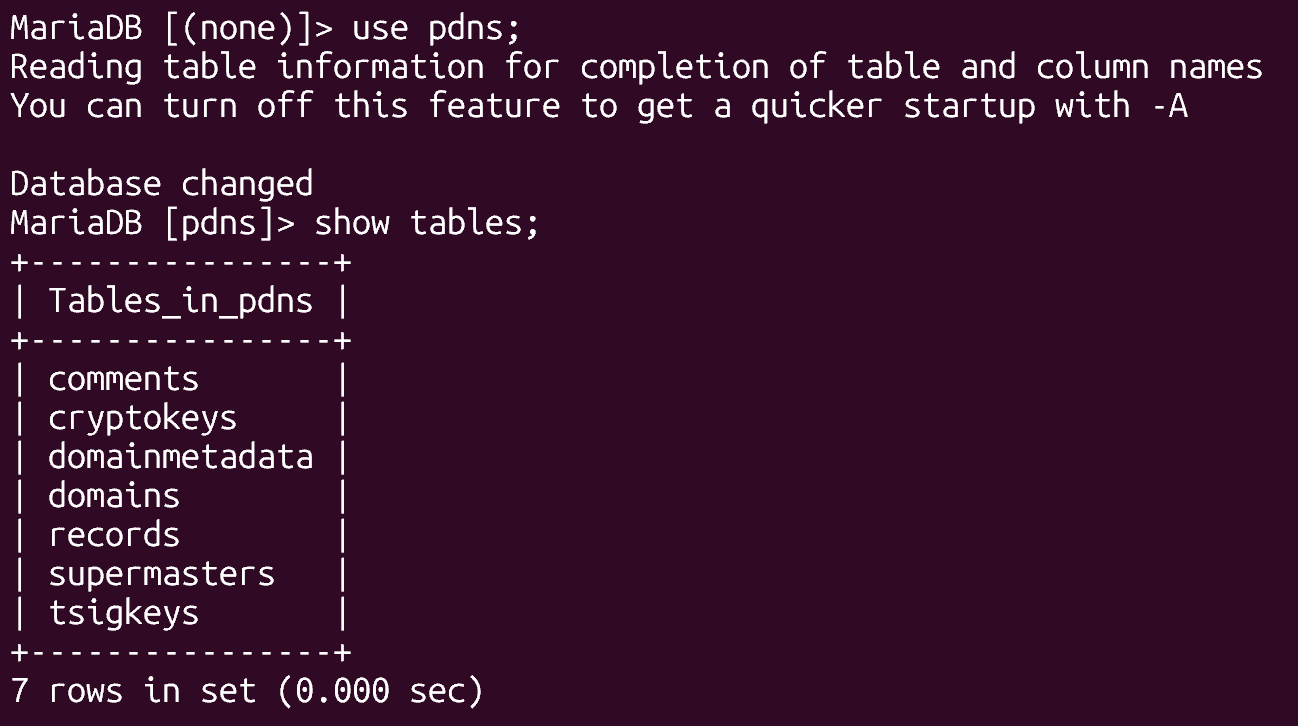 MariaDB [(none)]> use pdns;
Reading table information for completion of table and column names
You can turn off this feature to get a quicker startup with -A

Database changed
MariaDB [pdns]> show tables;
+----------------+
| Tables_in_pdns |
+----------------+
| comments       |
| cryptokeys     |
| domainmetadata |
| domains        |
| records        |
| supermasters   |
| tsigkeys       |
+----------------+
7 rows in set (0.000 sec)